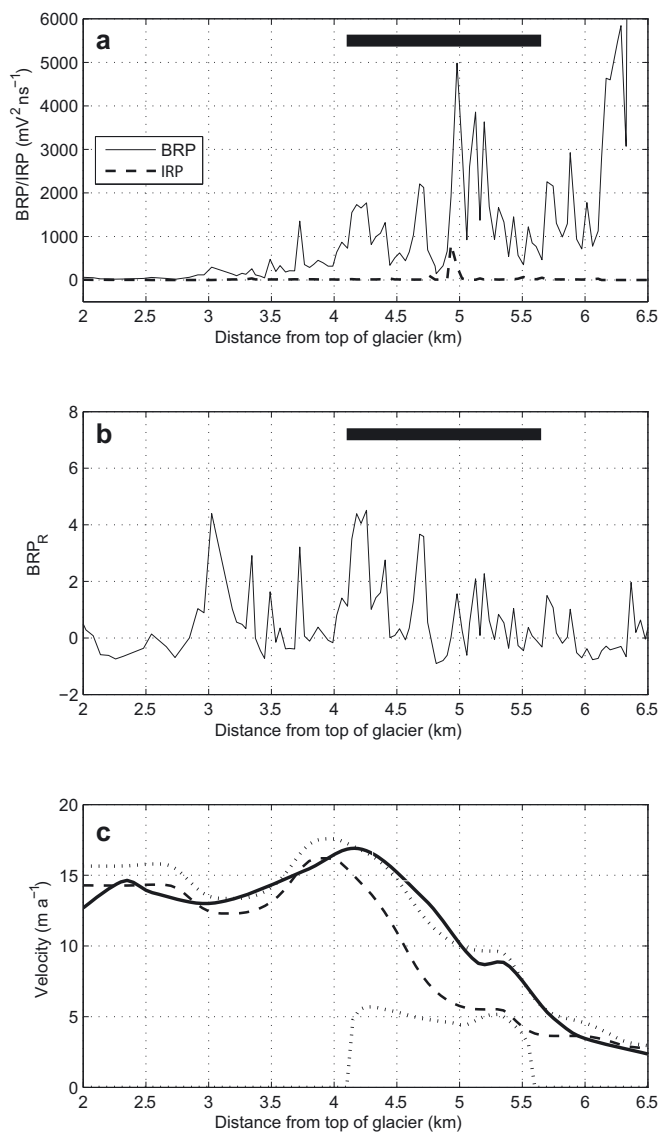 a
6000
5000
4000
3000
2000
1000
0
BRP/IRP (mV² ns⁻¹)
BRP
IRP
2 2.5 3 3.5 4 4.5 5 5.5 6 6.5
Distance from top of glacier (km)
b
8
6
4
2
0
−2
BRP_R
2 2.5 3 3.5 4 4.5 5 5.5 6 6.5
Distance from top of glacier (km)
c
20
15
10
5
0
Velocity (m a⁻¹)
2 2.5 3 3.5 4 4.5 5 5.5 6 6.5
Distance from top of glacier (km)